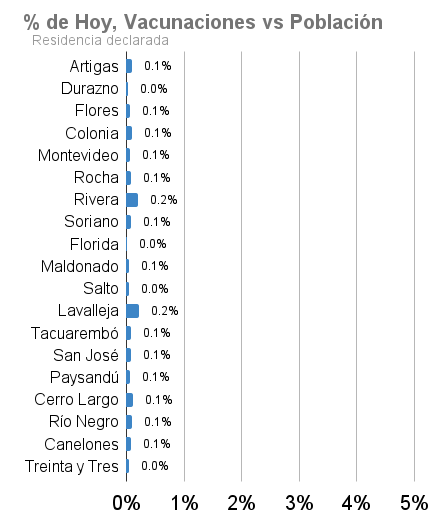 % de Hoy, Vacunaciones vs Población
Residencia declarada
Artigas 0.1%
Durazno 0.0%
Flores 0.1%
Colonia 0.1%
Montevideo 0.1%
Rocha 0.1%
Rivera 0.2%
Soriano 0.1%
Florida 0.0%
Maldonado 0.1%
Salto 0.0%
Lavalleja 0.2%
Tacuarembó 0.1%
San José 0.1%
Paysandú 0.1%
Cerro Largo 0.1%
Río Negro 0.1%
Canelones 0.1%
Treinta y Tres 0.0%
0% 1% 2% 3% 4% 5%